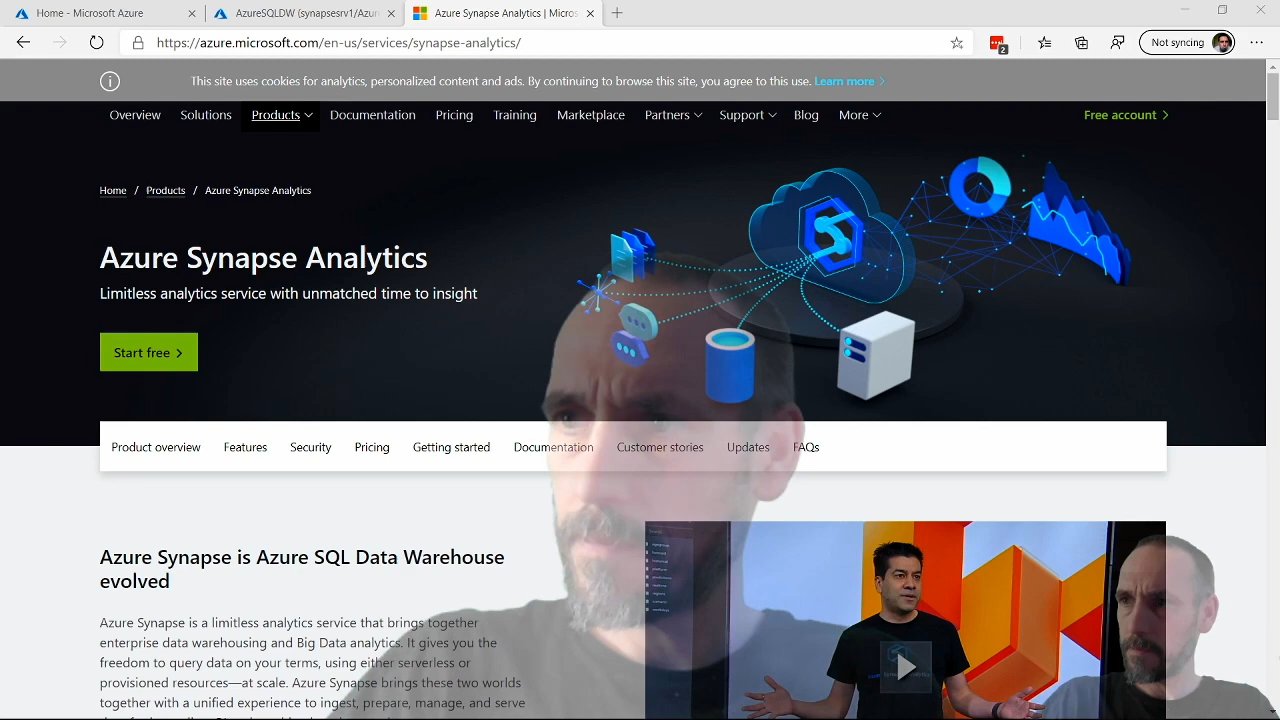 Home - Microsoft Azure
AzureSQLDW (synapsesrv1/Azure
Azure Synapse Analytics | Micros
https://azure.microsoft.com/en-us/services/synapse-analytics/
2
Not syncing
This site uses cookies for analytics, personalized content and ads. By continuing to browse this site, you agree to this use. Learn more
Overview Solutions Products Documentation Pricing Training Marketplace Partners Support Blog More Free account
Home / Products / Azure Synapse Analytics
Azure Synapse Analytics
Limitless analytics service with unmatched time to insight
Start free
Product overview Features Security Pricing Getting started Documentation Customer stories Updates FAQs
Azure Synapse is Azure SQL Data Warehouse
evolved
Azure Synapse is a limitless analytics service that brings together
enterprise data warehousing and Big Data analytics. It gives you the
freedom to query data on your terms, using either serverless or
provisioned resources—at scale. Azure Synapse brings these two worlds
together with a unified experience to ingest, prepare, manage, and serve